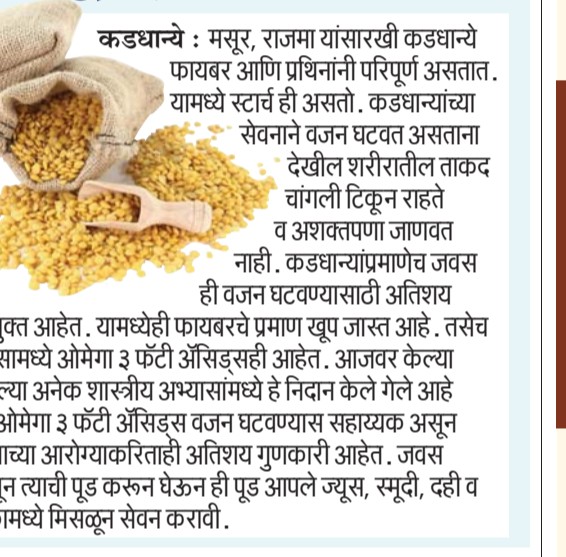 कडधान्ये : मसूर, राजमा यांसारखी कडधान्ये
फायबर आणि प्रथिनांनी परिपूर्ण असतात.
यामध्ये स्टार्च ही असतो. कडधान्यांच्या
सेवनाने वजन घटवत असताना
देखील शरीरातील ताकद
चांगली टिकून राहते
व अशक्तपणा जाणवत
नाही. कडधान्यांप्रमाणेच जवस
ही वजन घटवण्यासाठी अतिशय
आहेत. यामध्येही फायबरचे प्रमाण खूप जास्त आहे. तसेच
ओमेगा ३ फॅटी ॲसिड्सही आहेत. आजवर केल्या
अनेक शास्त्रीय अभ्यासांमध्ये हे निदान केले गेले आहे
ओमेगा ३ फॅटी ॲसिड्स वजन घटवण्यास सहाय्यक असून
आरोग्याकरिताही अतिशय गुणकारी आहेत. जवस
त्याची पूड करून घेऊन ही पूड आपले ज्यूस, स्मूदी, दही व
मिसळून सेवन करावी.